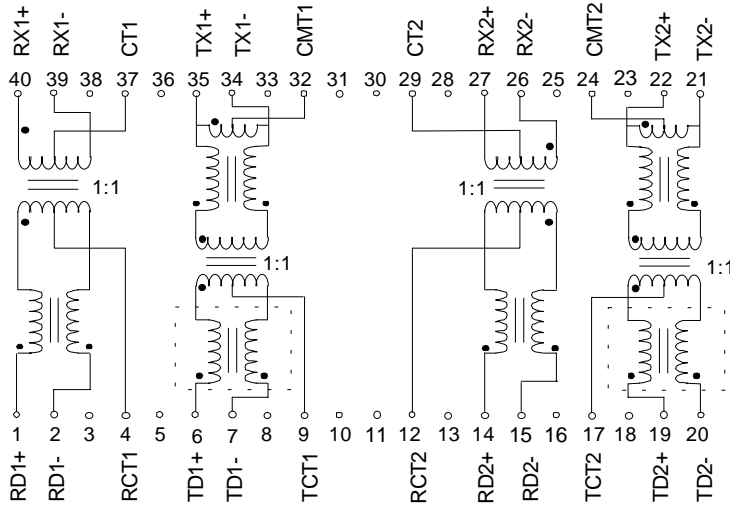 RX1+ RX1- CT1 TX1+ TX1- CMT1 CT2 RX2+ RX2- CMT2 TX2+ TX2-
40 39 38 37 36 35 34 33 32 31 30 29 28 27 26 25 24 23 22 21
1:1 1:1
1:1 1:1
1 2 3 4 5 6 7 8 9 10 11 12 13 14 15 16 17 18 19 20
RD1+ RD1- RCT1 TD1+ TD1- TCT1 RCT2 RD2+ RD2- TCT2 TD2+ TD2-